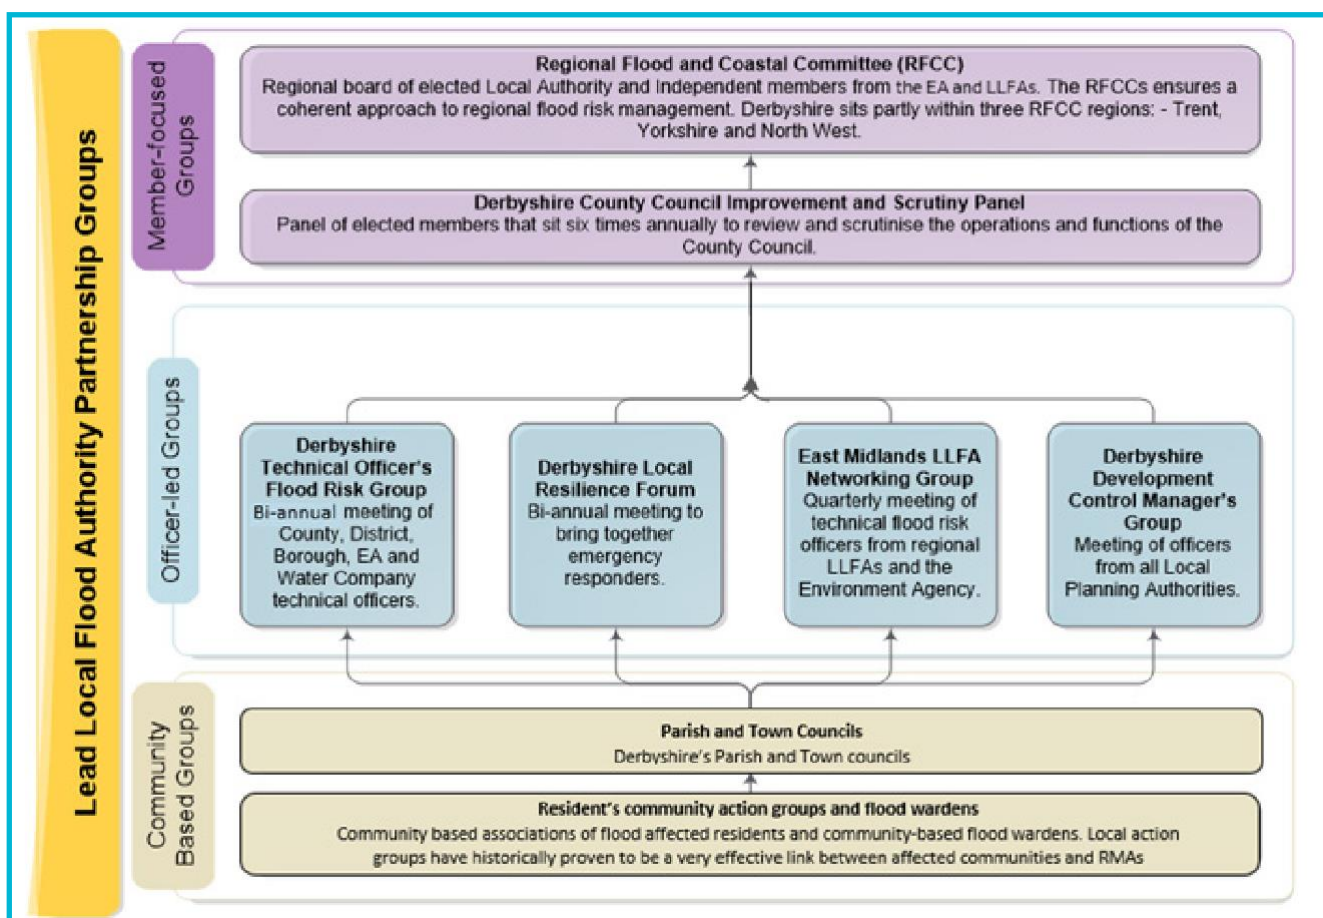 Lead Local Flood Authority Partnership Groups
Member-focused
Groups
Regional Flood and Coastal Committee (RFCC)
Regional board of elected Local Authority and Independent members from the EA and LLFAs. The RFCCs ensures a
coherent approach to regional flood risk management. Derbyshire sits partly within three RFCC regions: - Trent,
Yorkshire and North West.
Derbyshire County Council Improvement and Scrutiny Panel
Panel of elected members that sit six times annually to review and scrutinise the operations and functions of the
County Council.
Officer-led Groups
Derbyshire
Technical Officer's
Flood Risk Group
Bi-annual meeting of
County, District,
Borough, EA and
Water Company
technical officers.
Derbyshire Local
Resilience Forum
Bi-annual meeting to
bring together
emergency
responders.
East Midlands LLFA
Networking Group
Quarterly meeting of
technical flood risk
officers from regional
LLFAs and the
Environment Agency.
Derbyshire
Development
Control Manager's
Group
Meeting of officers
from all Local
Planning Authorities.
Community
Based Groups
Parish and Town Councils
Derbyshire's Parish and Town councils
Resident's community action groups and flood wardens
Community based associations of flood affected residents and community-based flood wardens. Local action
groups have historically proven to be a very effective link between affected communities and RMAs